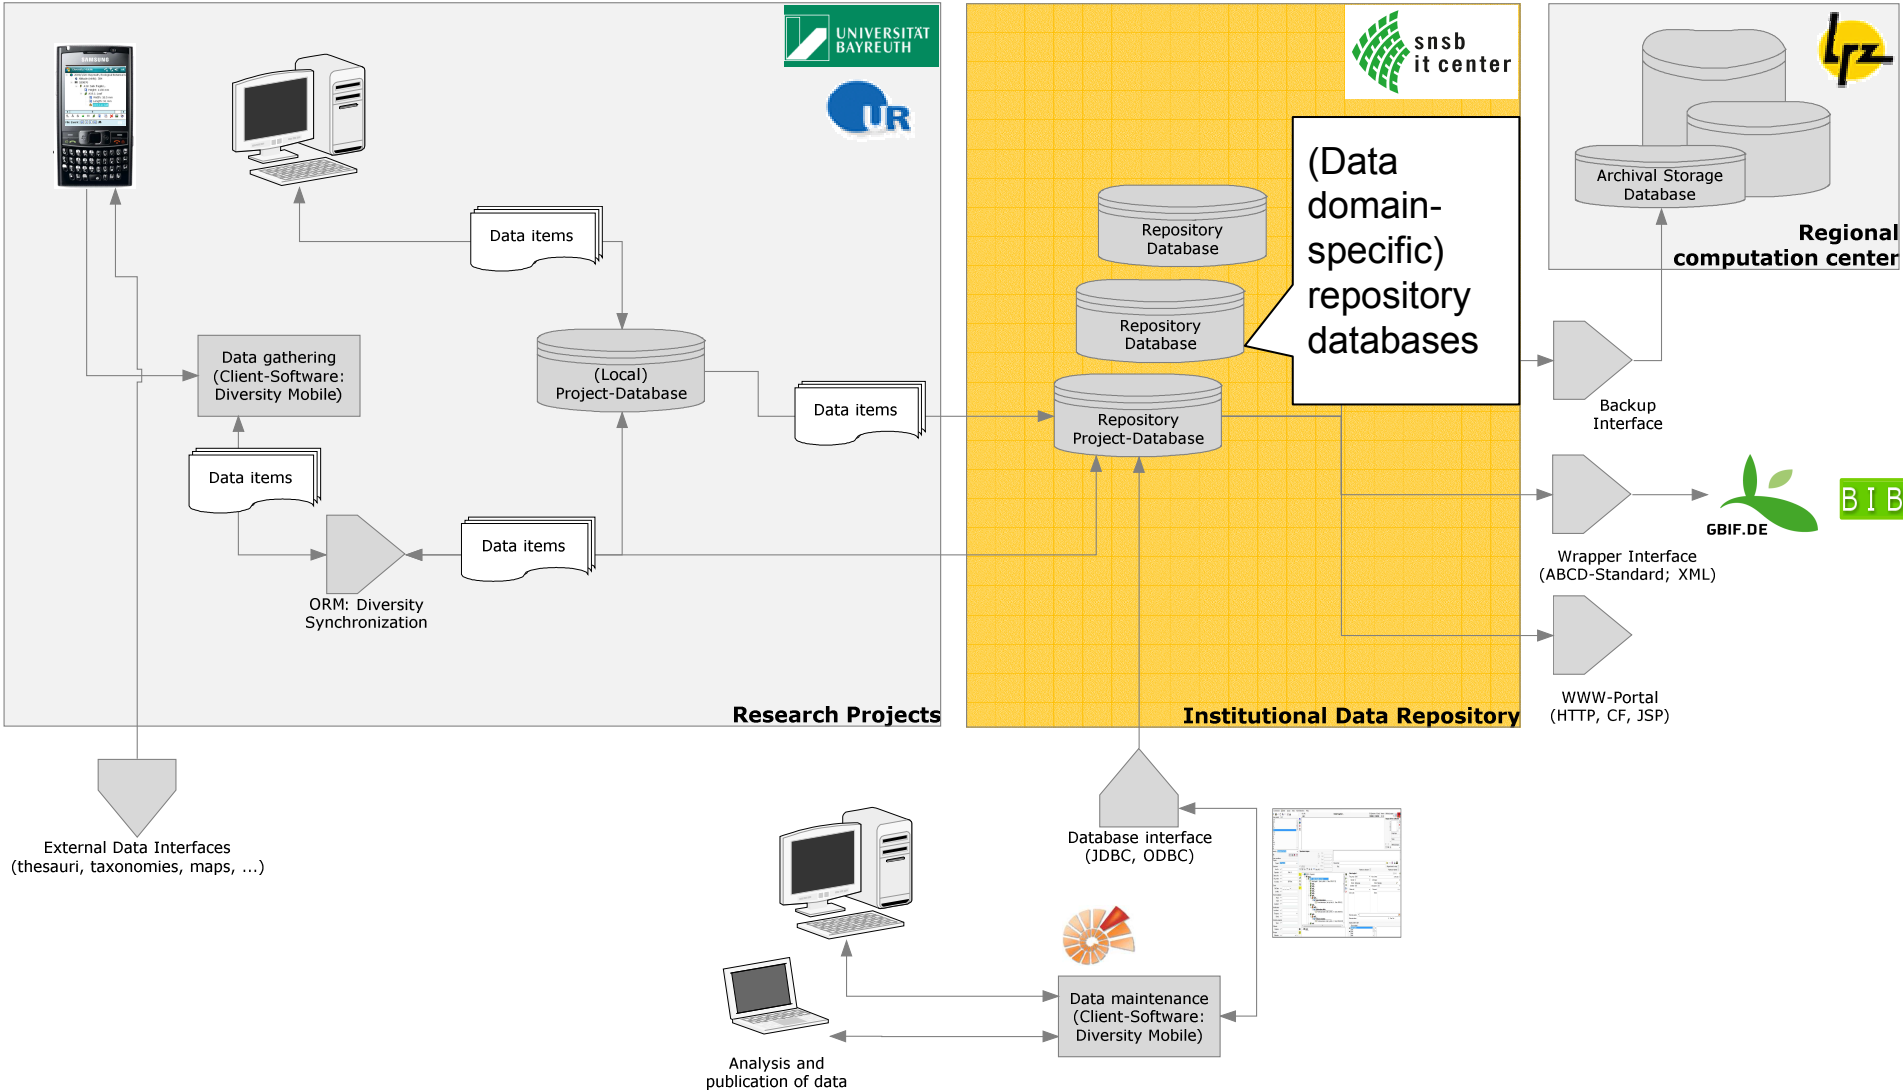 UNIVERSITÄT
BAYREUTH
UR
SAMSUNG
Data items
Data gathering
(Client-Software:
Diversity Mobile)
(Local)
Project-Database
Data items
Data items
Data items
ORM: Diversity
Synchronization
Research Projects
snsb
it center
(Data
domain-
specific)
repository
databases
Repository
Database
Repository
Database
Repository
Project-Database
Institutional Data Repository
lrz
Archival Storage
Database
Regional
computation center
Backup
Interface
GBIF.DE
BIB
Wrapper Interface
(ABCD-Standard; XML)
WWW-Portal
(HTTP, CF, JSP)
External Data Interfaces
(thesauri, taxonomies, maps, ...)
Database interface
(JDBC, ODBC)
Data maintenance
(Client-Software:
Diversity Mobile)
Analysis and
publication of data